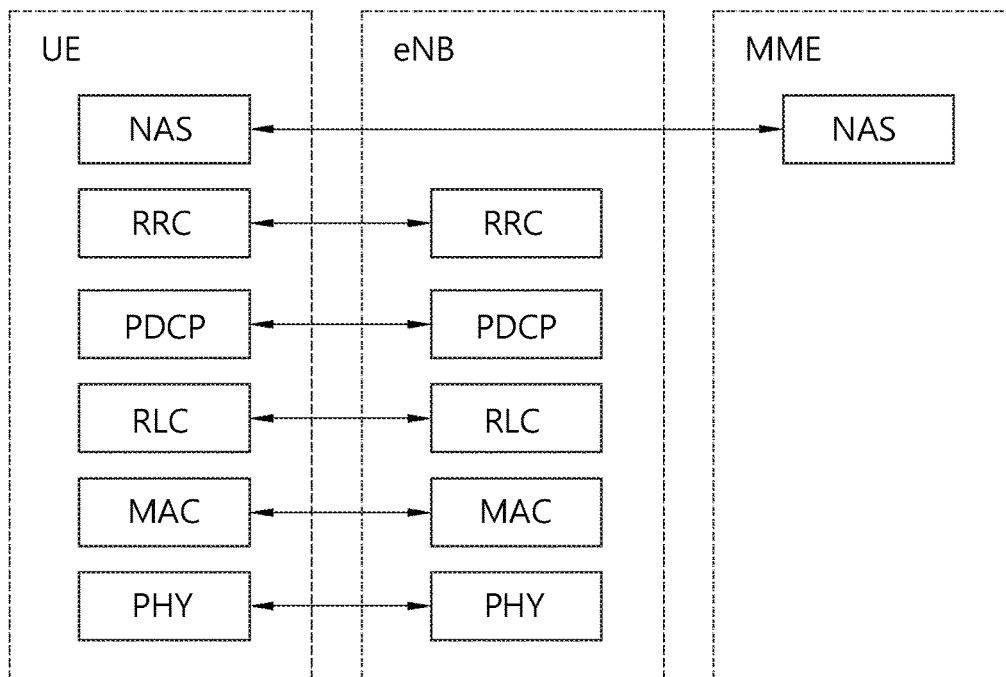 UE eNB MME
NAS NAS
RRC RRC
PDCP PDCP
RLC RLC
MAC MAC
PHY PHY